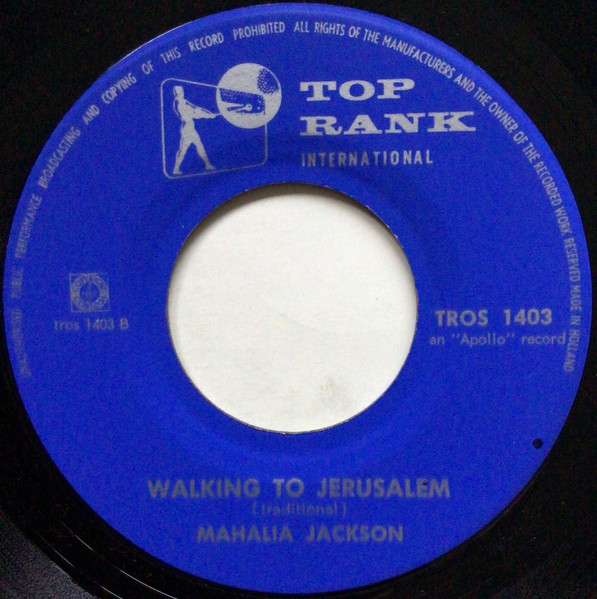 UNAUTHORISED PUBLIC PERFORMANCE BROADCASTING AND COPYING OF THIS RECORD PROHIBITED ALL RIGHTS OF THE MANUFACTURERS AND THE OWNER OF THE RECORDED WORK RESERVED MADE IN HOLLAND
TOP
RANK
INTERNATIONAL
tros 1403 B
TROS 1403
an "Apollo" record
WALKING TO JERUSALEM
(traditional)
MAHALIA JACKSON